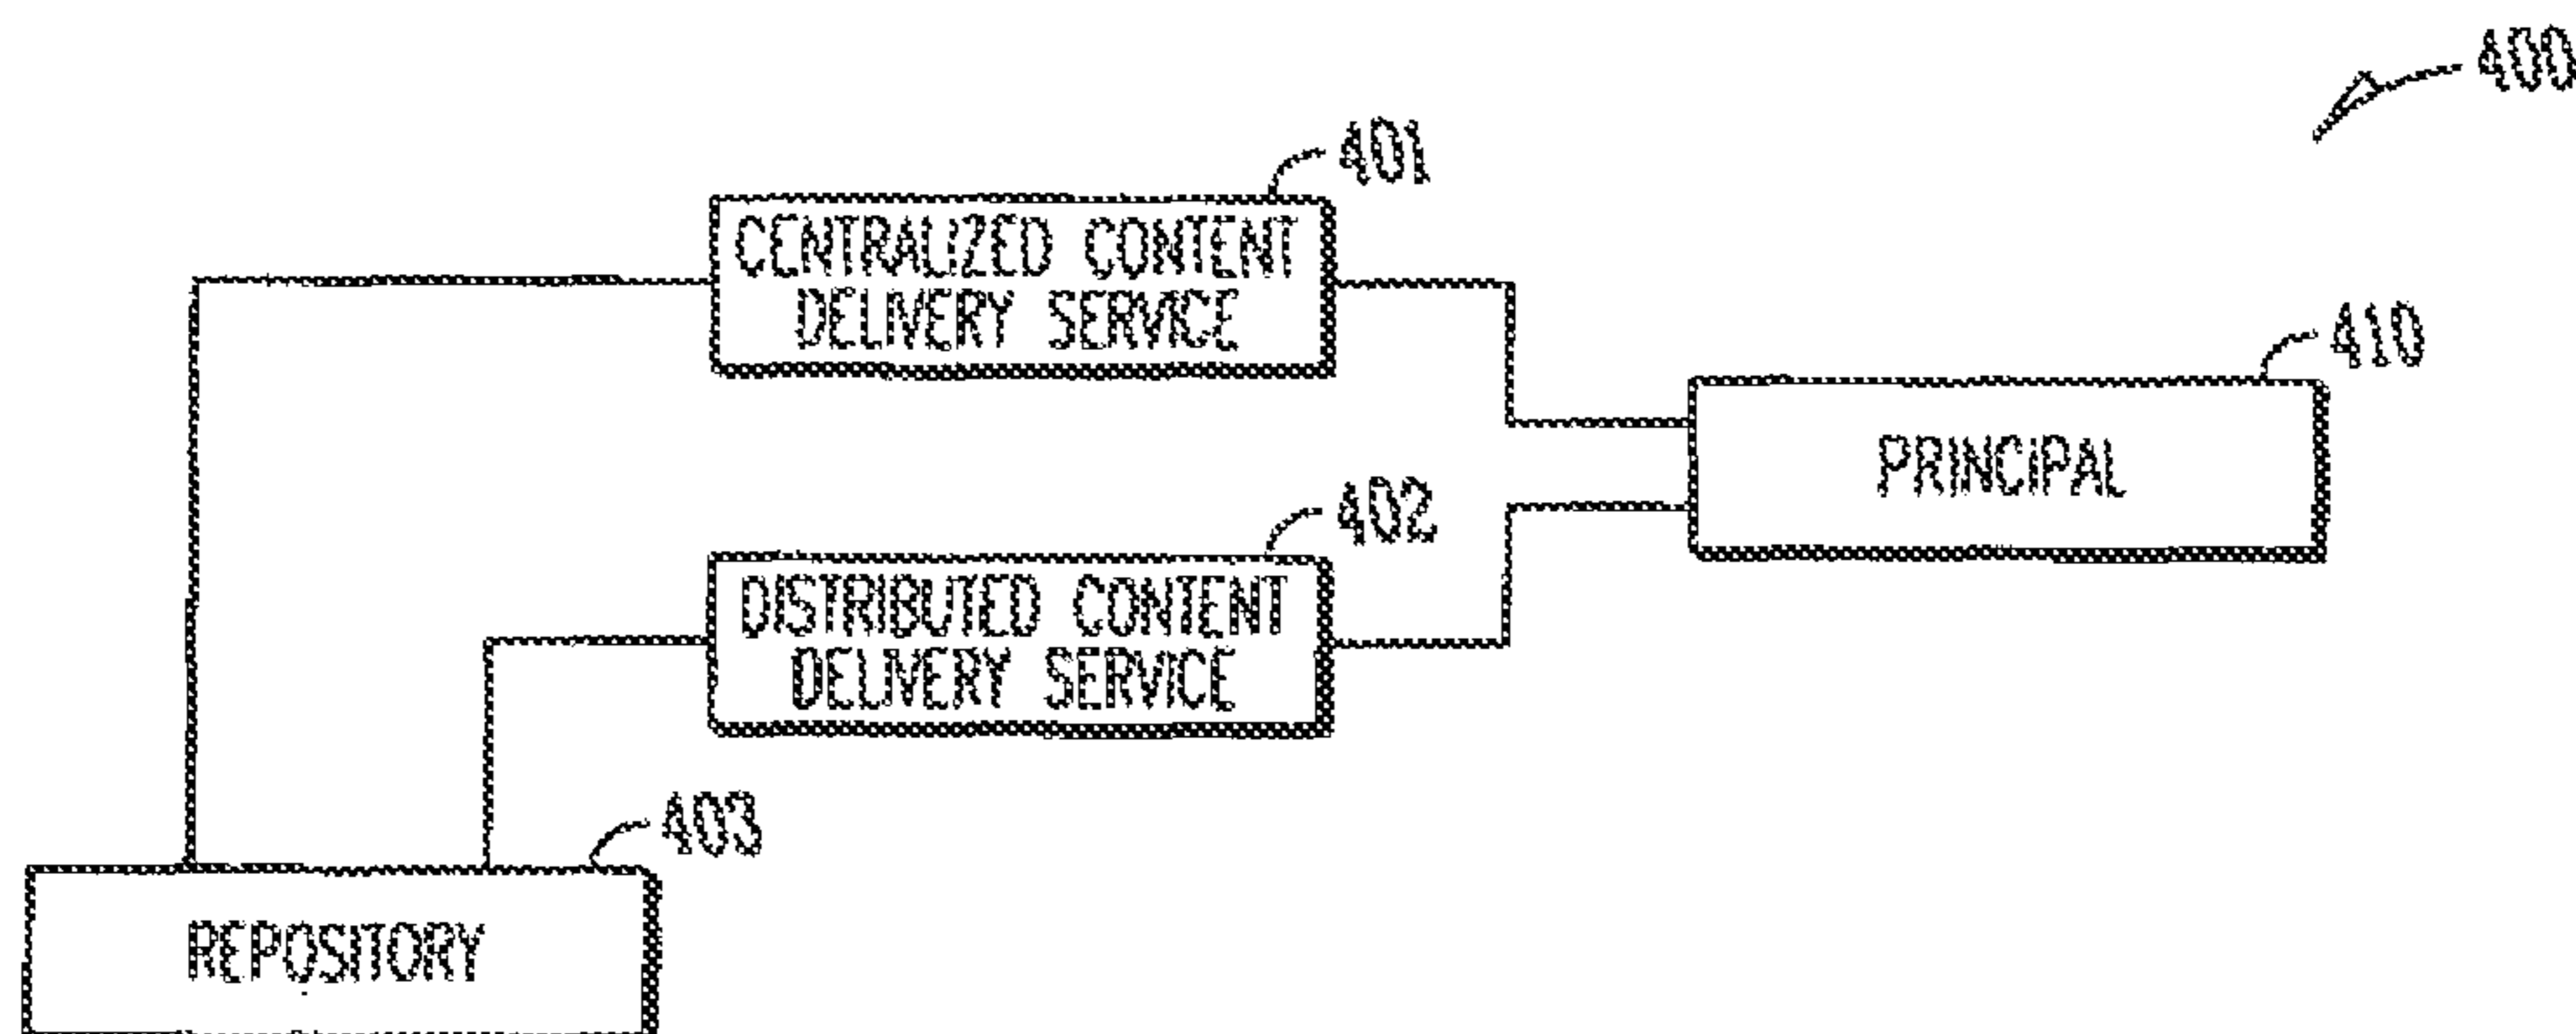 400
401
CENTRALIZED CONTENT
DELIVERY SERVICE
410
PRINCIPAL
402
DISTRIBUTED CONTENT
DELIVERY SERVICE
403
REPOSITORY